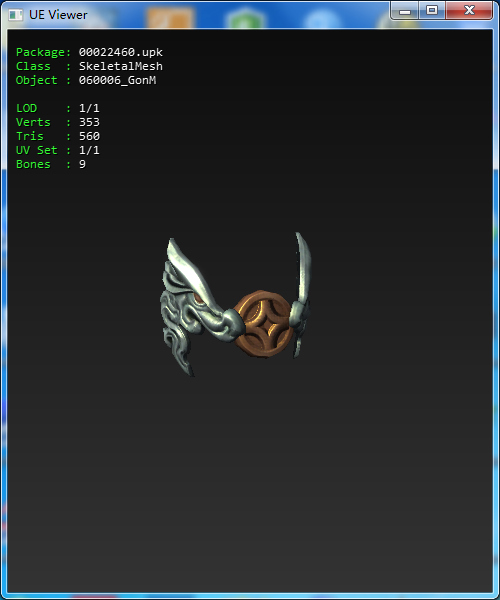 UE Viewer
Package: 00022460.upk
Class : SkeletalMesh
Object : 060006_GonM
LOD : 1/1
Verts : 353
Tris : 560
UV Set : 1/1
Bones : 9